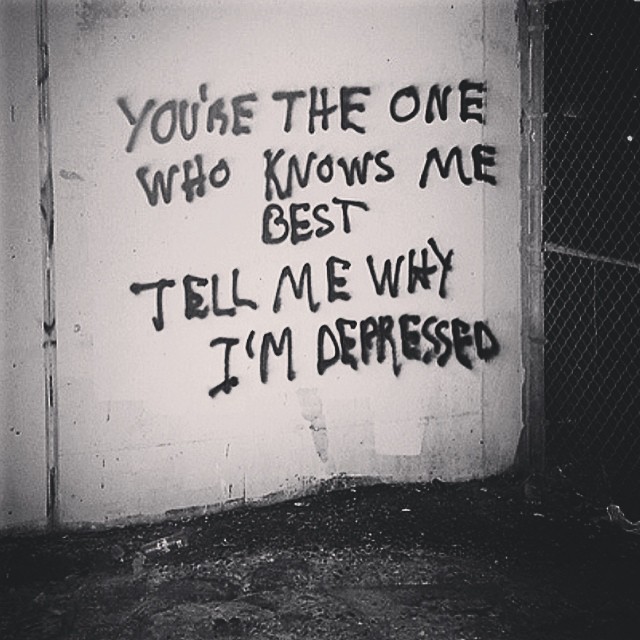 YOU'RE THE ONE
WHO KNOWS ME
BEST
TELL ME WHY
I'M DEPRESSED